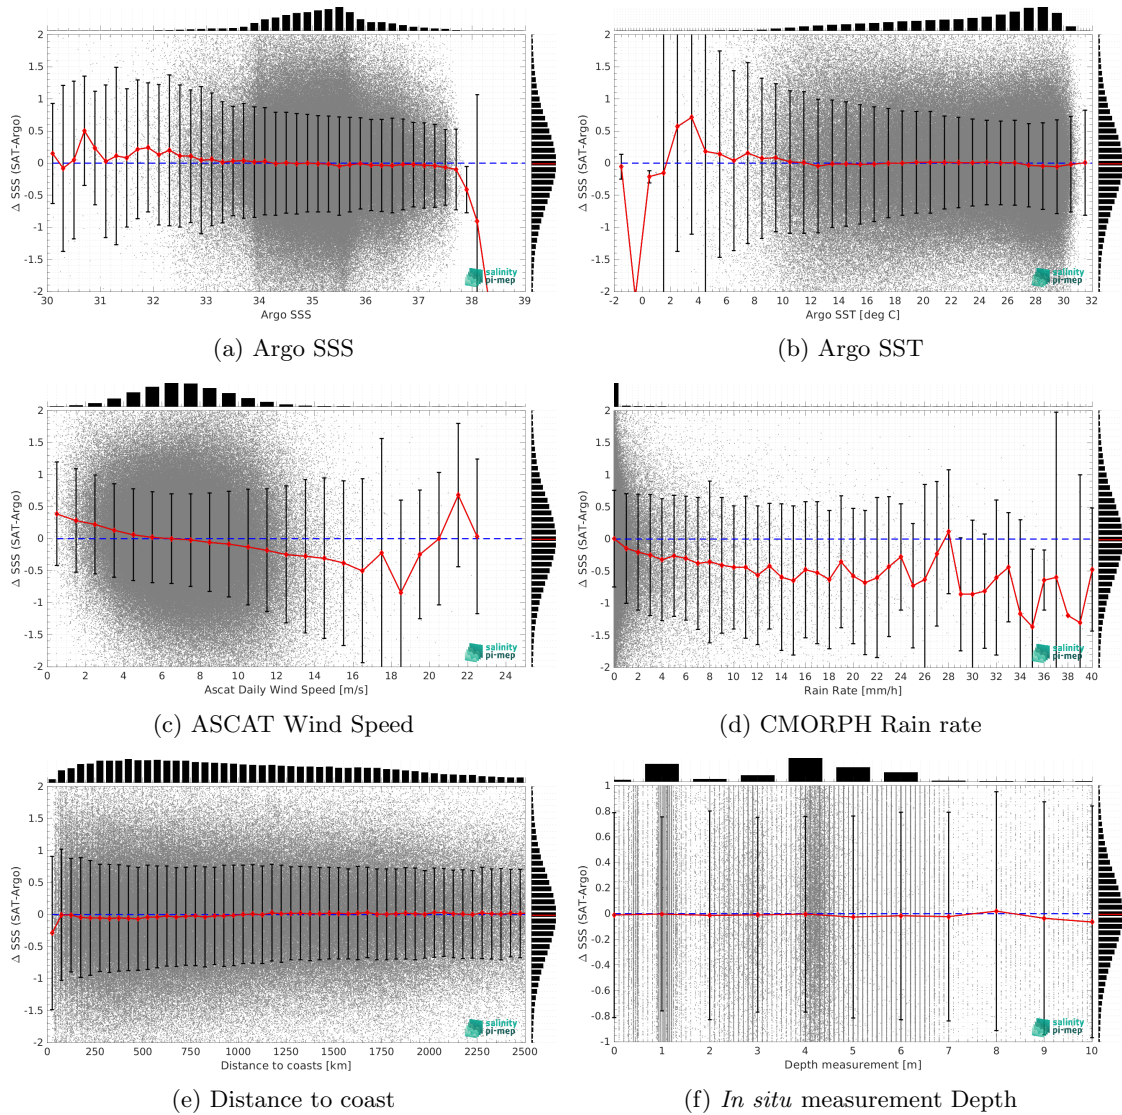 2
1.5
1
0.5
0
-0.5
-1
-1.5
-2
Δ SSS (SAT-Argo)
30 31 32 33 34 35 36 37 38 39
Argo SSS
salinity
pi-mep
(a) Argo SSS
2
1.5
1
0.5
0
-0.5
-1
-1.5
-2
Δ SSS (SAT-Argo)
-2 0 2 4 6 8 10 12 14 16 18 20 22 24 26 28 30 32
Argo SST [deg C]
salinity
pi-mep
(b) Argo SST
2
1.5
1
0.5
0
-0.5
-1
-1.5
-2
Δ SSS (SAT-Argo)
0 2 4 6 8 10 12 14 16 18 20 22 24
Ascat Daily Wind Speed [m/s]
salinity
pi-mep
(c) ASCAT Wind Speed
2
1.5
1
0.5
0
-0.5
-1
-1.5
-2
Δ SSS (SAT-Argo)
0 2 4 6 8 10 12 14 16 18 20 22 24 26 28 30 32 34 36 38 40
Rain Rate [mm/h]
salinity
pi-mep
(d) CMORPH Rain rate
2
1.5
1
0.5
0
-0.5
-1
-1.5
-2
Δ SSS (SAT-Argo)
0 250 500 750 1000 1250 1500 1750 2000 2250 2500
Distance to coasts [km]
salinity
pi-mep
(e) Distance to coast
1
0.8
0.6
0.4
0.2
0
-0.2
-0.4
-0.6
-0.8
-1
Δ SSS (SAT-Argo)
0 1 2 3 4 5 6 7 8 9 10
Depth measurement [m]
salinity
pi-mep
(f) In situ measurement Depth